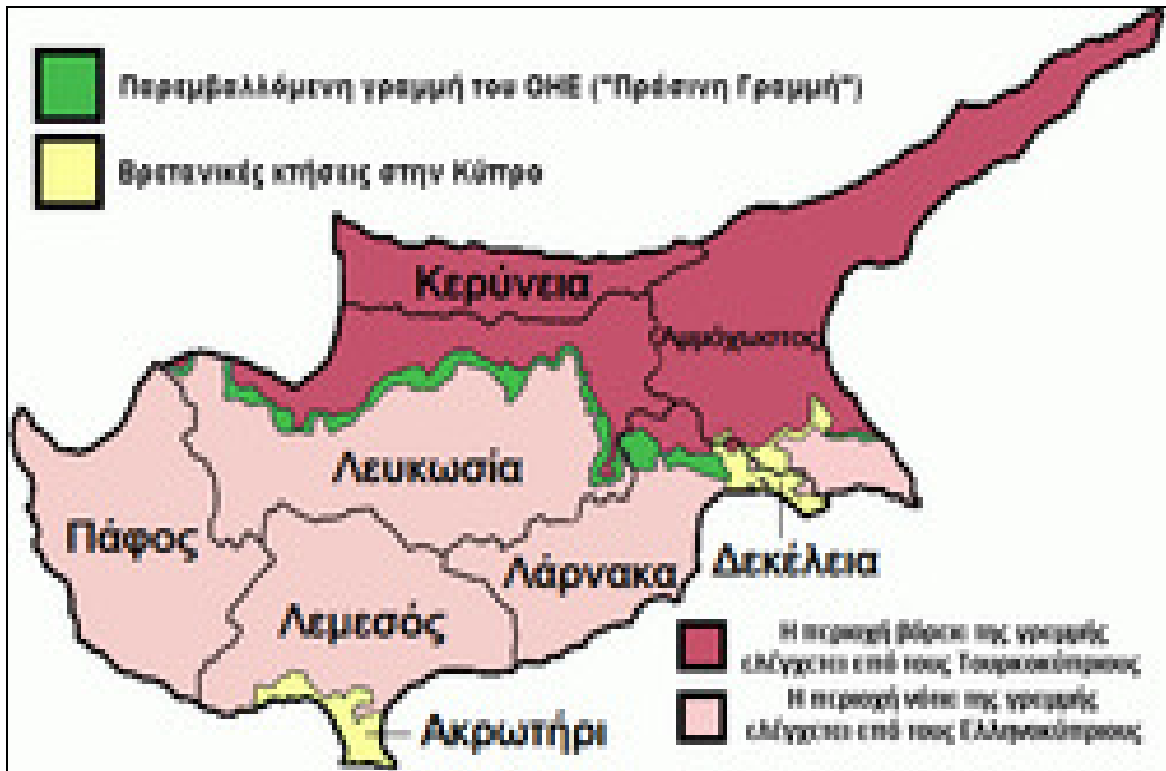 Παρεμβαλλόμενη γραμμή του ΟΗΕ ("Πράσινη Γραμμή")
Βρετανικές κτήσεις στην Κύπρο
Κερύνεια
Αμμόχωστος
Λευκωσία
Πάφος
Λάρνακα
Δεκέλεια
Λεμεσός
Ακρωτήρι
Η περιοχή βόρεια της γραμμής
ελέγχεται από τους Τουρκοκύπριους
Η περιοχή νότια της γραμμής
ελέγχεται από τους Ελληνοκύπριους